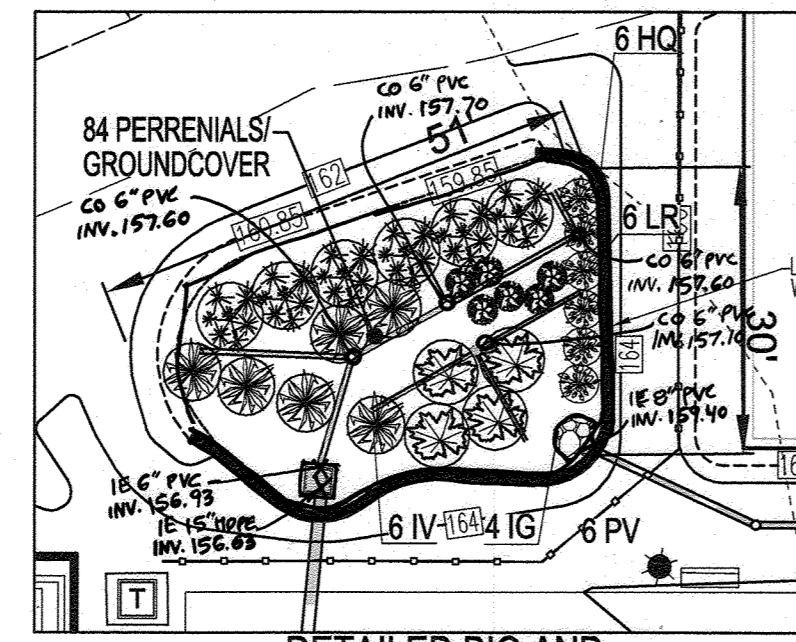 6 HQ
CO 6" PVC
INV. 157.70
51'
84 PERRENIALS/
GROUNDCOVER
162
159.85
CO 6" PVC
INV. 157.60
160.85
6 LR
CO 6" PVC
INV. 157.60
CO 6" PVC
INV. 157.70
30'
164
IE 8" PVC
INV. 159.40
IE 6" PVC
INV. 156.93
IE 15" HDPE
INV. 156.63
6 IV
164
4 IG
6 PV
T